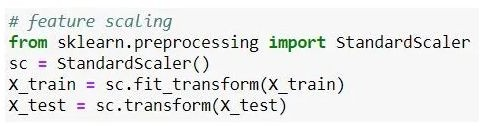 # feature scaling
from sklearn.preprocessing import StandardScaler
sc = StandardScaler()
X_train = sc.fit_transform(X_train)
X_test = sc.transform(X_test)